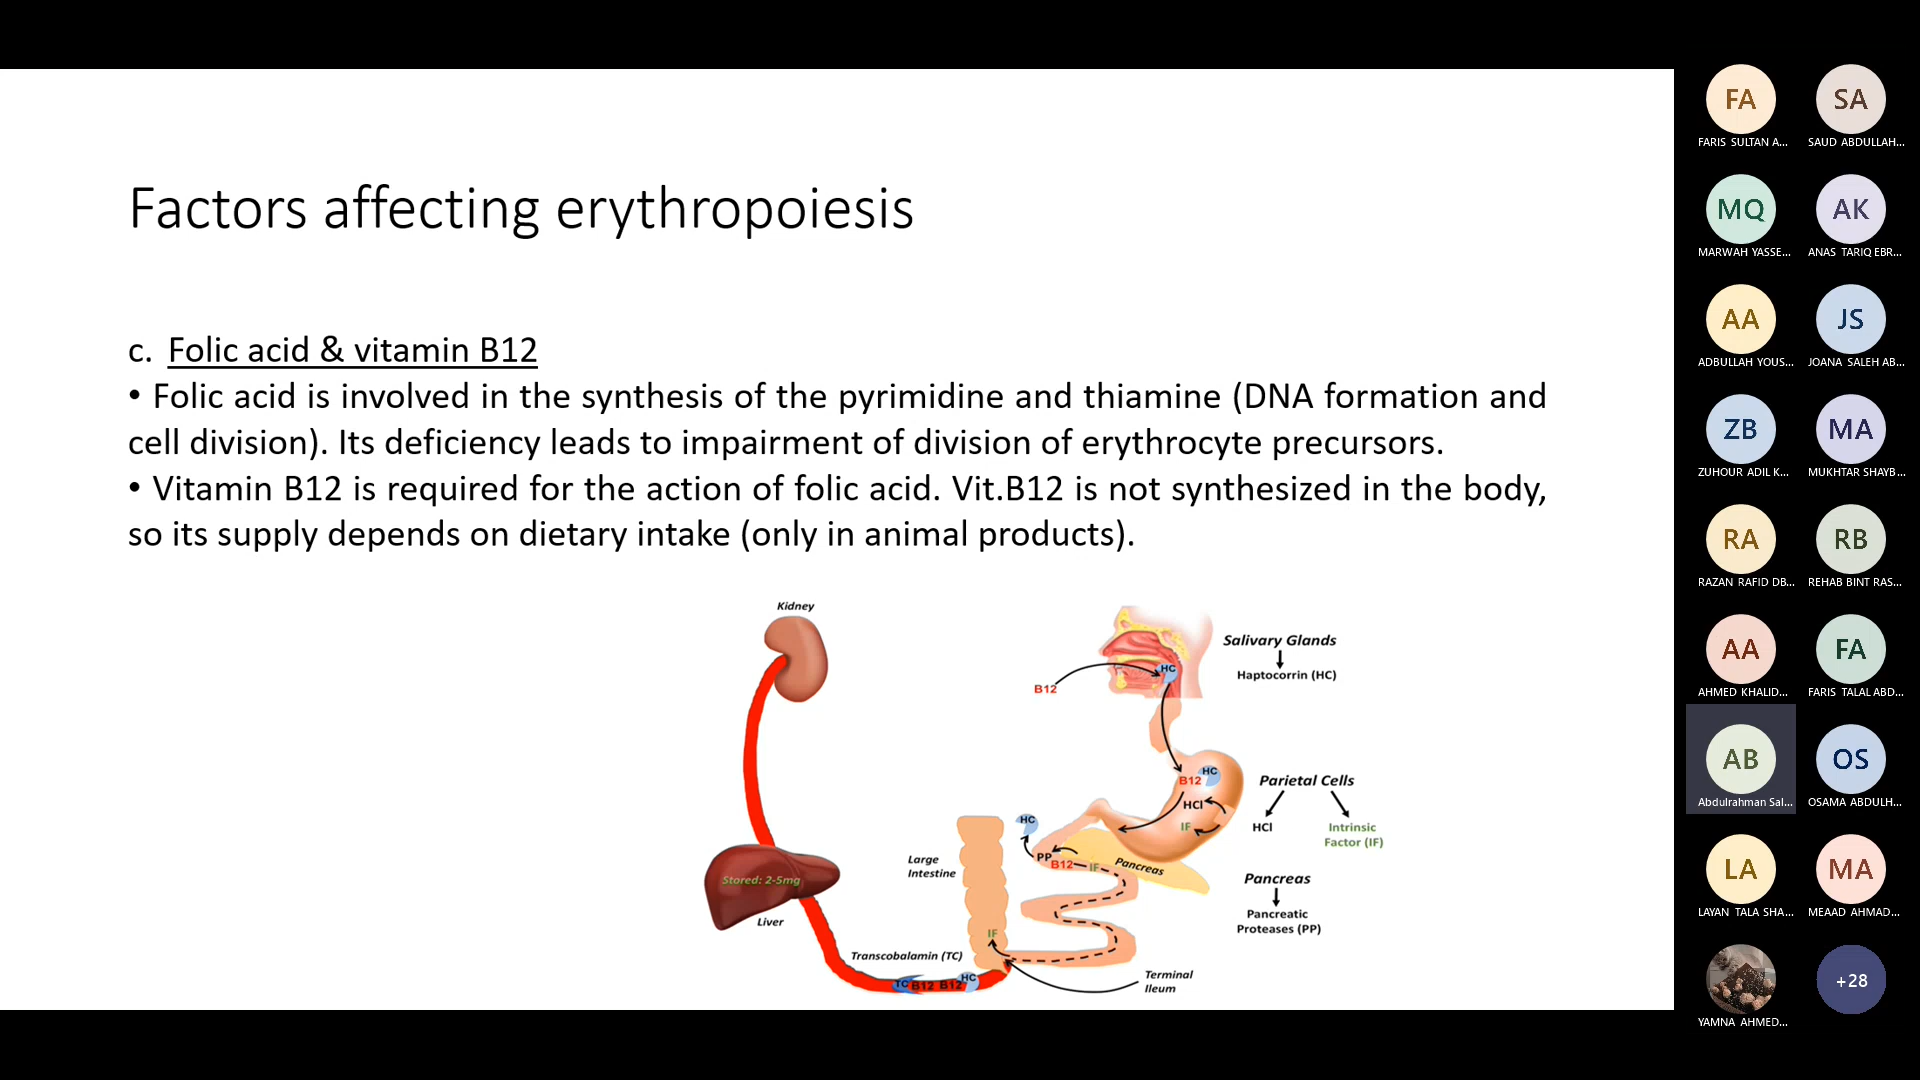 Factors affecting erythropoiesis
c. Folic acid & vitamin B12
• Folic acid is involved in the synthesis of the pyrimidine and thiamine (DNA formation and
cell division). Its deficiency leads to impairment of division of erythrocyte precursors.
• Vitamin B12 is required for the action of folic acid. Vit.B12 is not synthesized in the body,
so its supply depends on dietary intake (only in animal products).
Kidney
Stored: 2-5mg
Liver
Transcobalamin (TC)
TC B12 B12 HC
Large
Intestine
IF
Terminal
Ileum
B12
HC
Salivary Glands
Haptocorrin (HC)
B12 HC
HCl
IF
Parietal Cells
HCl
Intrinsic
Factor (IF)
HC
PP
B12 IF
Pancreas
Pancreas
Pancreatic
Proteases (PP)
FA
FARIS SULTAN A...
SA
SAUD ABDULLAH...
MQ
MARWAH YASSE...
AK
ANAS TARIQ EBR...
AA
ADBULLAH YOUS...
JS
JOANA SALEH AB...
ZB
ZUHOUR ADIL K...
MA
MUKHTAR SHAYB...
RA
RAZAN RAFID DB...
RB
REHAB BINT RAS...
AA
AHMED KHALID...
FA
FARIS TALAL ABD...
AB
Abdulrahman Sal...
OS
OSAMA ABDULH...
LA
LAYAN TALA SHA...
MA
MEAAD AHMAD...
YAMNA AHMED...
+28